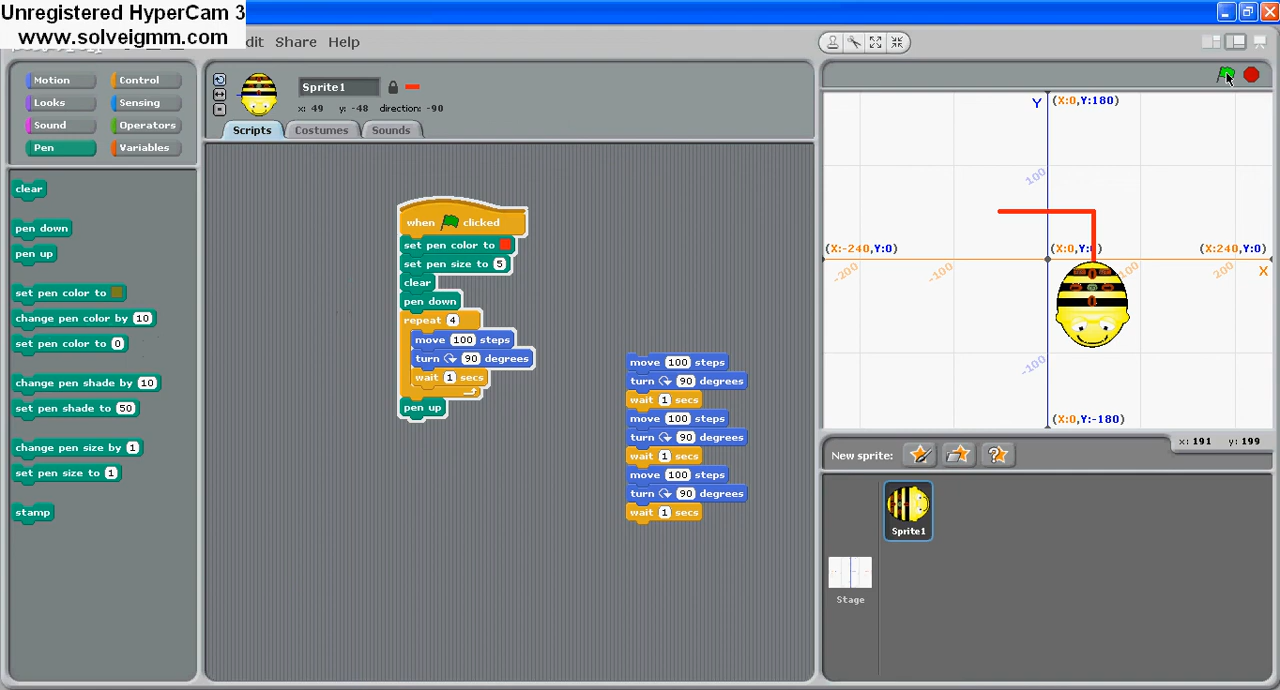 Unregistered HyperCam 3
www.solveigmm.com
Share Help
Motion Control
Looks Sensing
Sound Operators
Pen Variables
Sprite1
x: 49 y: -48 direction: -90
Scripts Costumes Sounds
clear
pen down
pen up
set pen color to
change pen color by 10
set pen color to 0
change pen shade by 10
set pen shade to 50
change pen size by 1
set pen size to 1
stamp
when clicked
set pen color to
set pen size to 5
clear
pen down
repeat 4
move 100 steps
turn 90 degrees
wait 1 secs
pen up
move 100 steps
turn 90 degrees
wait 1 secs
move 100 steps
turn 90 degrees
wait 1 secs
move 100 steps
turn 90 degrees
wait 1 secs
Y (X:0,Y:180)
100
(X:-240,Y:0) (X:0,Y:0) (X:240,Y:0)
-200 -100 100 200 X
-100
(X:0,Y:-180)
x: 191 y: 199
New sprite:
Sprite1
Stage